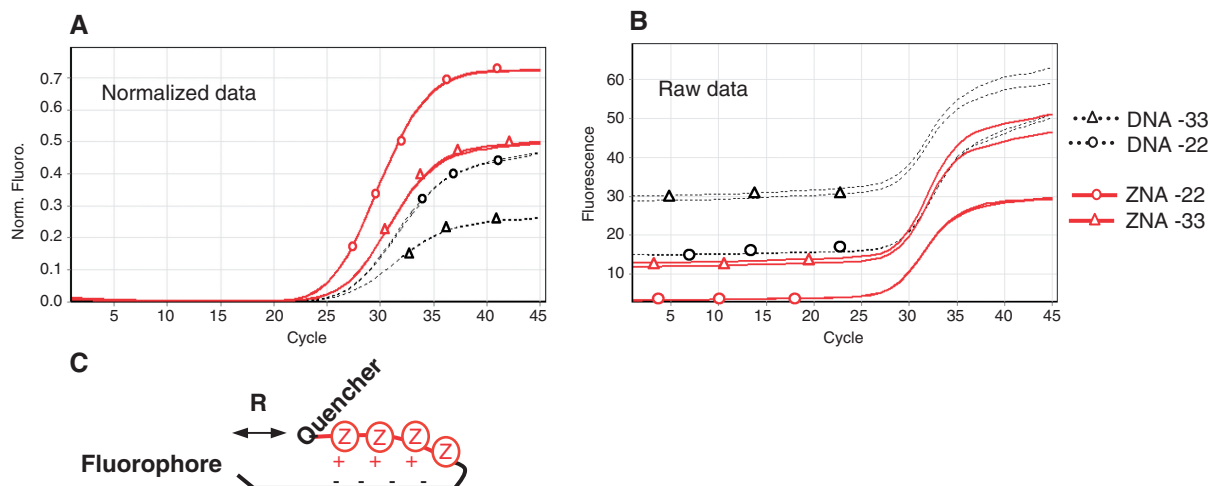 A
Normalized data
Norm. Fluoro.
0.7
0.6
0.5
0.4
0.3
0.2
0.1
0.0
5 10 15 20 25 30 35 40 45
Cycle
B
Raw data
Fluorescence
60
50
40
30
20
10
5 10 15 20 25 30 35 40 45
Cycle
DNA -33
DNA -22
ZNA -22
ZNA -33
C
R
Quencher
Z Z Z Z
+ + +
Fluorophore
- - - -